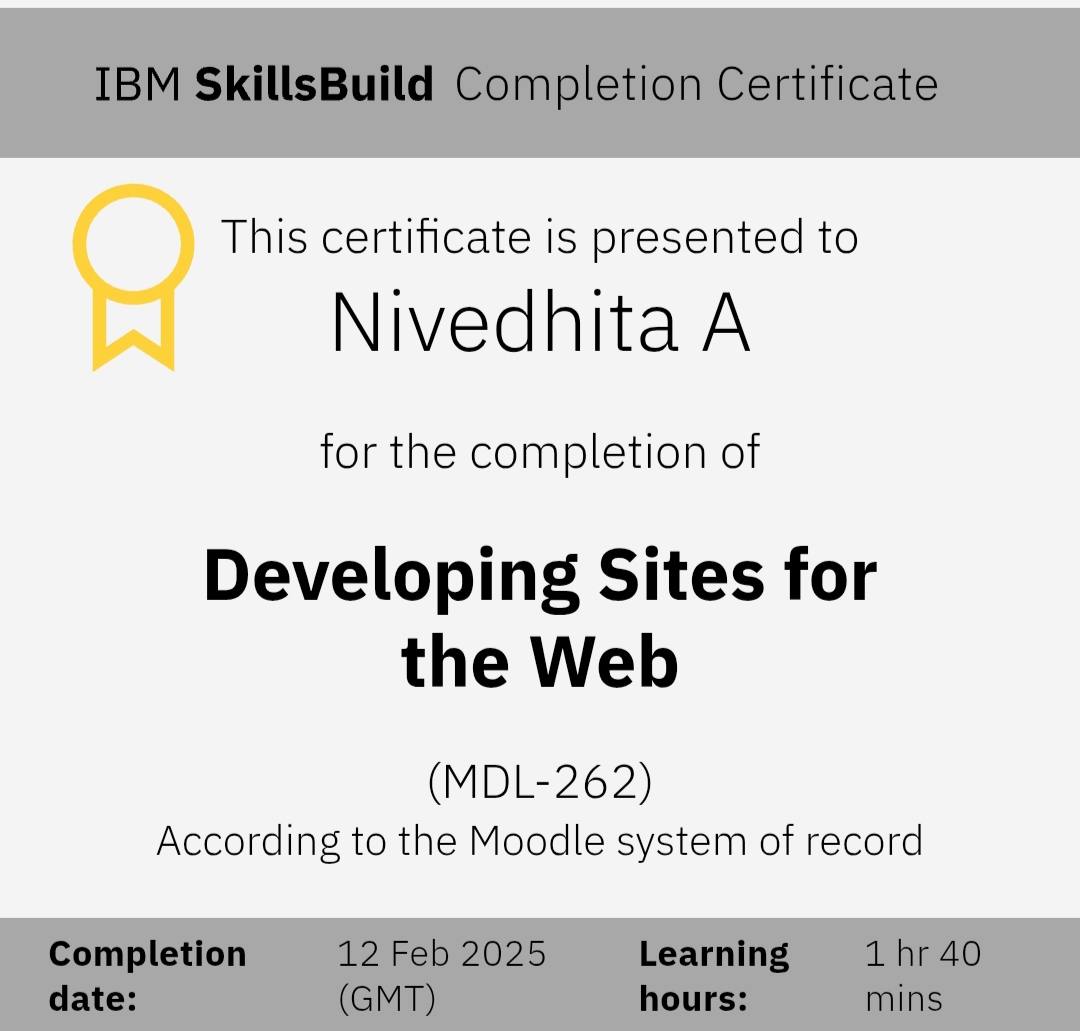 IBM SkillsBuild Completion Certificate
This certificate is presented to
Nivedhita A
for the completion of
Developing Sites for
the Web
(MDL-262)
According to the Moodle system of record
Completion date:
12 Feb 2025 (GMT)
Learning hours:
1 hr 40 mins